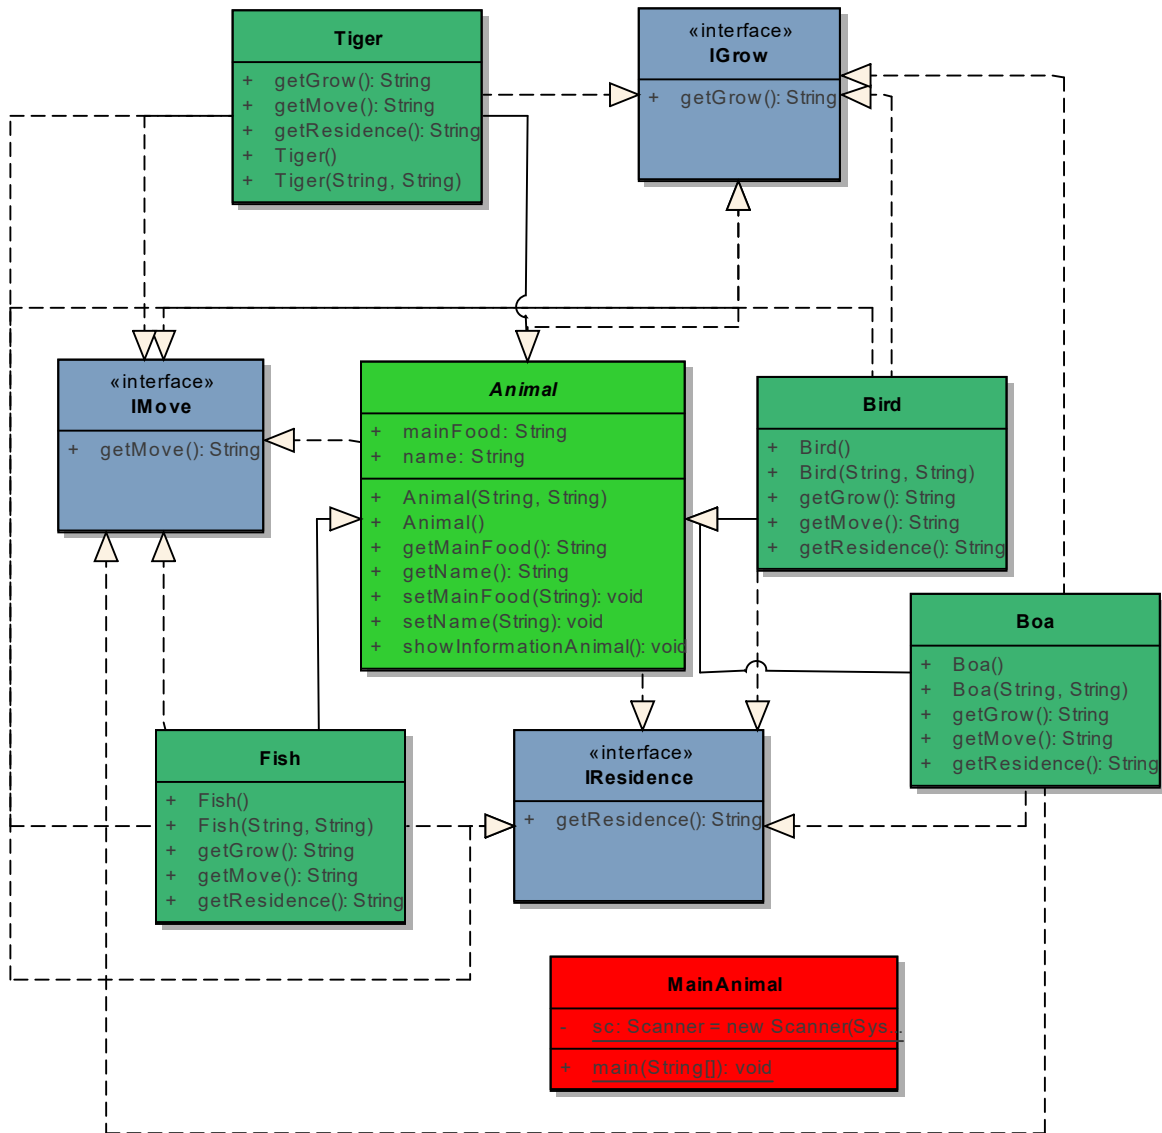 Tiger
+ getGrow(): String
+ getMove(): String
+ getResidence(): String
+ Tiger()
+ Tiger(String, String)
«interface»
IGrow
+ getGrow(): String
«interface»
IMove
+ getMove(): String
Animal
+ mainFood: String
+ name: String
+ Animal(String, String)
+ Animal()
+ getMainFood(): String
+ getName(): String
+ setMainFood(String): void
+ setName(String): void
+ showInformationAnimal(): void
Bird
+ Bird()
+ Bird(String, String)
+ getGrow(): String
+ getMove(): String
+ getResidence(): String
Boa
+ Boa()
+ Boa(String, String)
+ getGrow(): String
+ getMove(): String
+ getResidence(): String
Fish
+ Fish()
+ Fish(String, String)
+ getGrow(): String
+ getMove(): String
+ getResidence(): String
«interface»
IResidence
+ getResidence(): String
MainAnimal
- sc: Scanner = new Scanner(Sys...
+ main(String[]): void